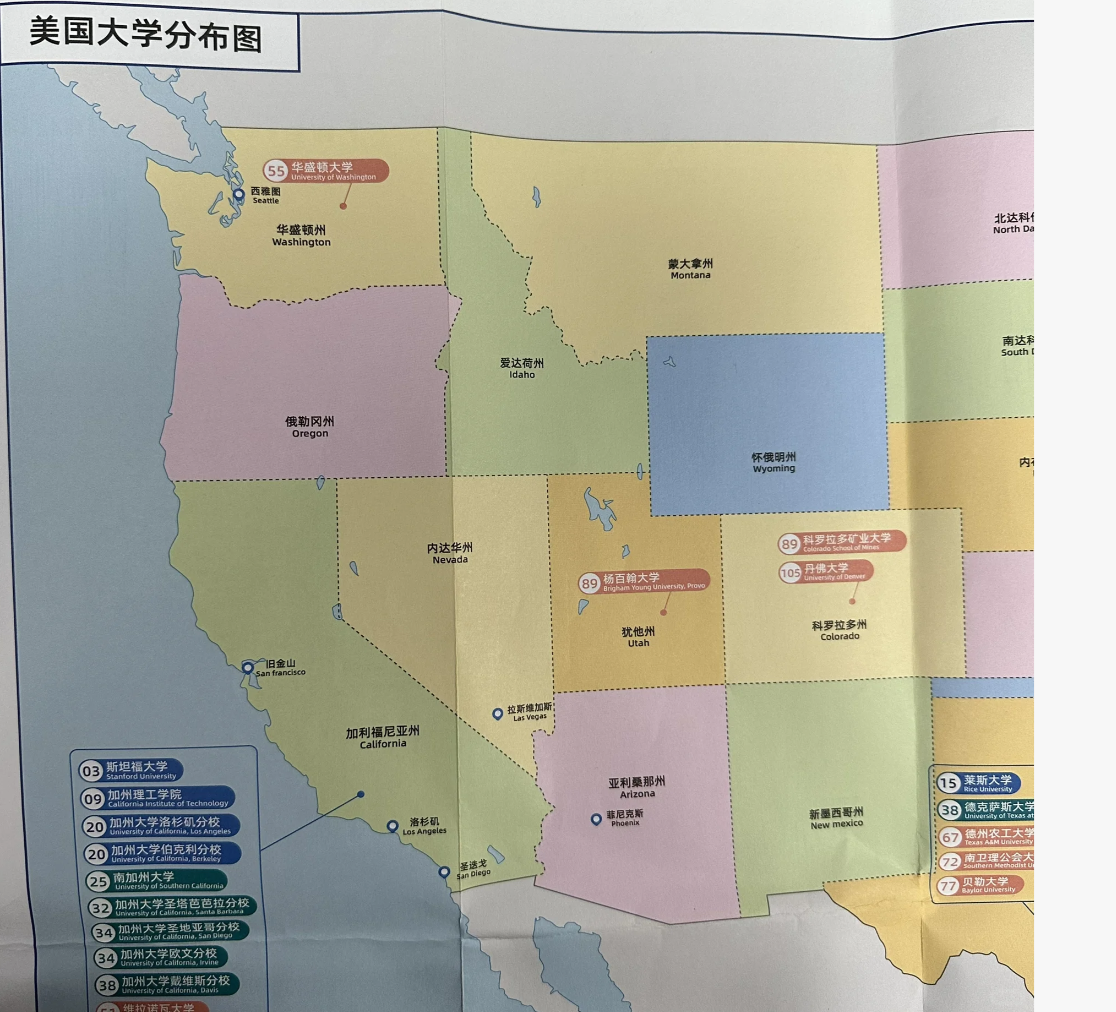 美国大学分布图
55 华盛顿大学
University of Washington
西雅图
Seattle
华盛顿州
Washington
蒙大拿州
Montana
北达科
North
南达科
South
爱达荷州
Idaho
俄勒冈州
Oregon
怀俄明州
Wyoming
内
内达华州
Nevada
89 科罗拉多矿业大学
Colorado School of Mines
105 丹佛大学
University of Denver
科罗拉多州
Colorado
89 杨百翰大学
Brigham Young University, Provo
犹他州
Utah
旧金山
San francisco
拉斯维加斯
Las Vegas
加利福尼亚州
California
亚利桑那州
Arizona
菲尼克斯
Phoenix
新墨西哥州
New mexico
洛杉矶
Los Angeles
圣迭戈
San Diego
03 斯坦福大学
Stanford University
09 加州理工学院
California Institute of Technology
20 加州大学洛杉矶分校
University of California, Los Angeles
20 加州大学伯克利分校
University of California, Berkeley
25 南加州大学
University of Southern California
32 加州大学圣塔芭芭拉分校
University of California, Santa Barbara
34 加州大学圣地亚哥分校
University of California, San Diego
34 加州大学欧文分校
University of California, Irvine
38 加州大学戴维斯分校
University of California, Davis
维拉诺瓦大学
15 莱斯大学
Rice University
38 德克萨斯大学
University of Texas at
67 德州农工大学
Texas A&M University
72 南卫理公会大
Southern Methodist
77 贝勒大学
Baylor University